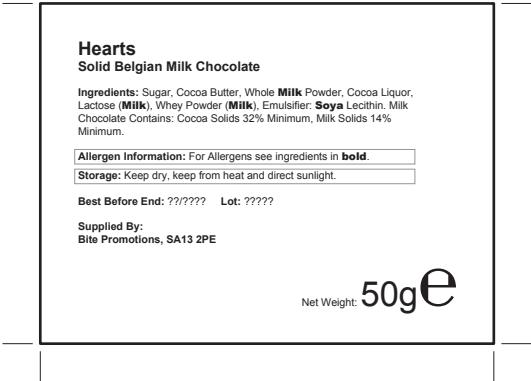 Hearts
Solid Belgian Milk Chocolate
Ingredients: Sugar, Cocoa Butter, Whole Milk Powder, Cocoa Liquor,
Lactose (Milk), Whey Powder (Milk), Emulsifier: Soya Lecithin. Milk
Chocolate Contains: Cocoa Solids 32% Minimum, Milk Solids 14%
Minimum.
Allergen Information: For Allergens see ingredients in bold.
Storage: Keep dry, keep from heat and direct sunlight.
Best Before End: ??/???? Lot: ?????
Supplied By:
Bite Promotions, SA13 2PE
Net Weight: 50g℮